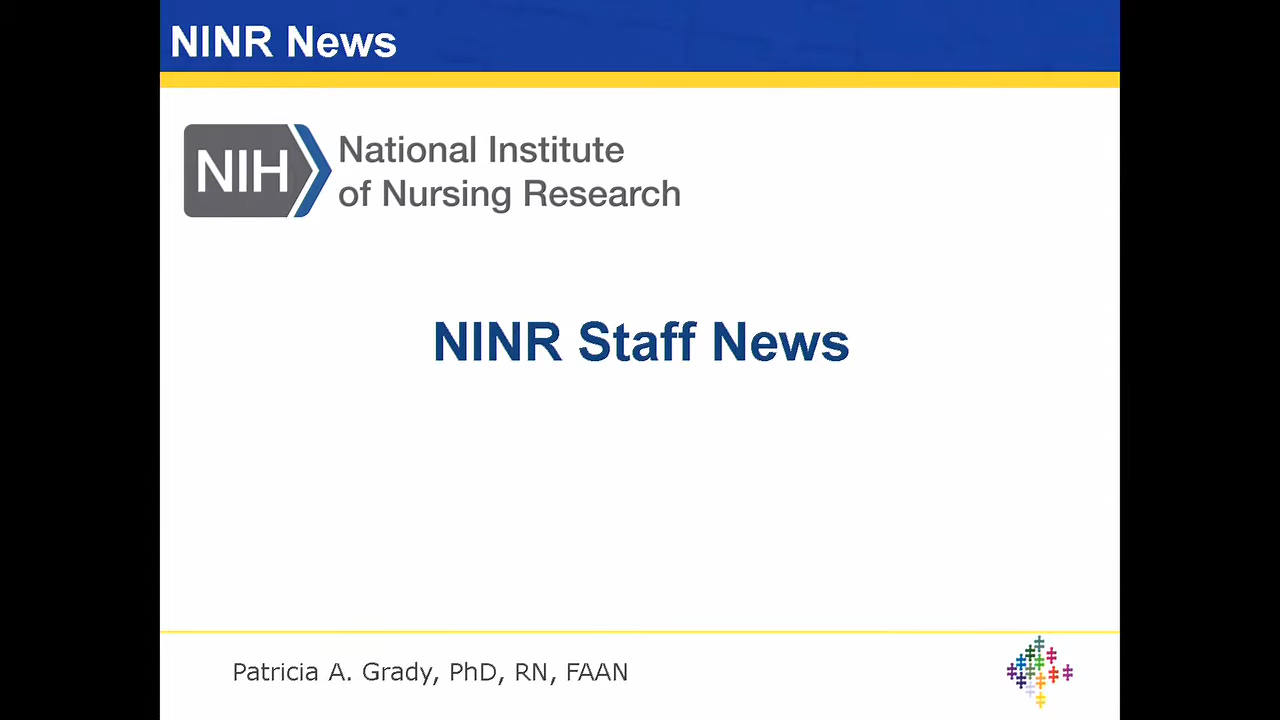 NINR News
NIH
National Institute
of Nursing Research
NINR Staff News
Patricia A. Grady, PhD, RN, FAAN